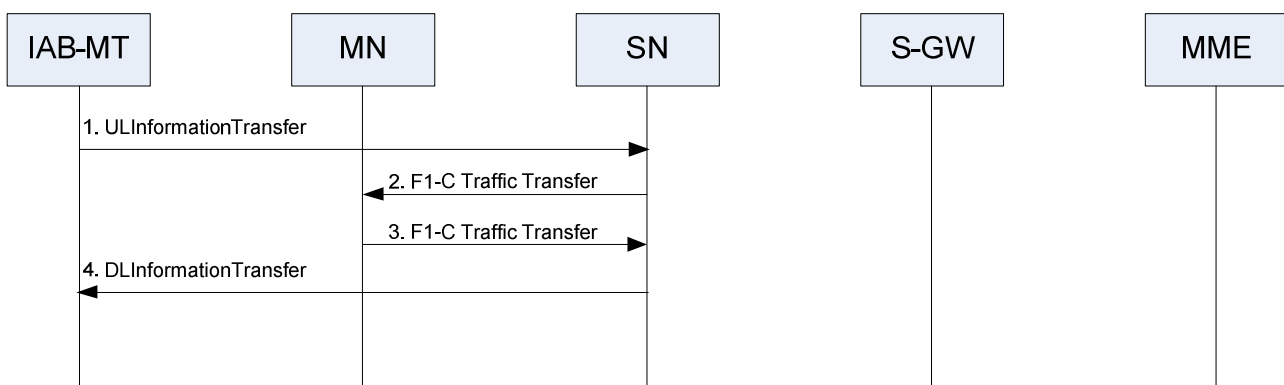 IAB-MT
MN
SN
S-GW
MME
1. ULInformationTransfer
2. F1-C Traffic Transfer
3. F1-C Traffic Transfer
4. DLInformationTransfer